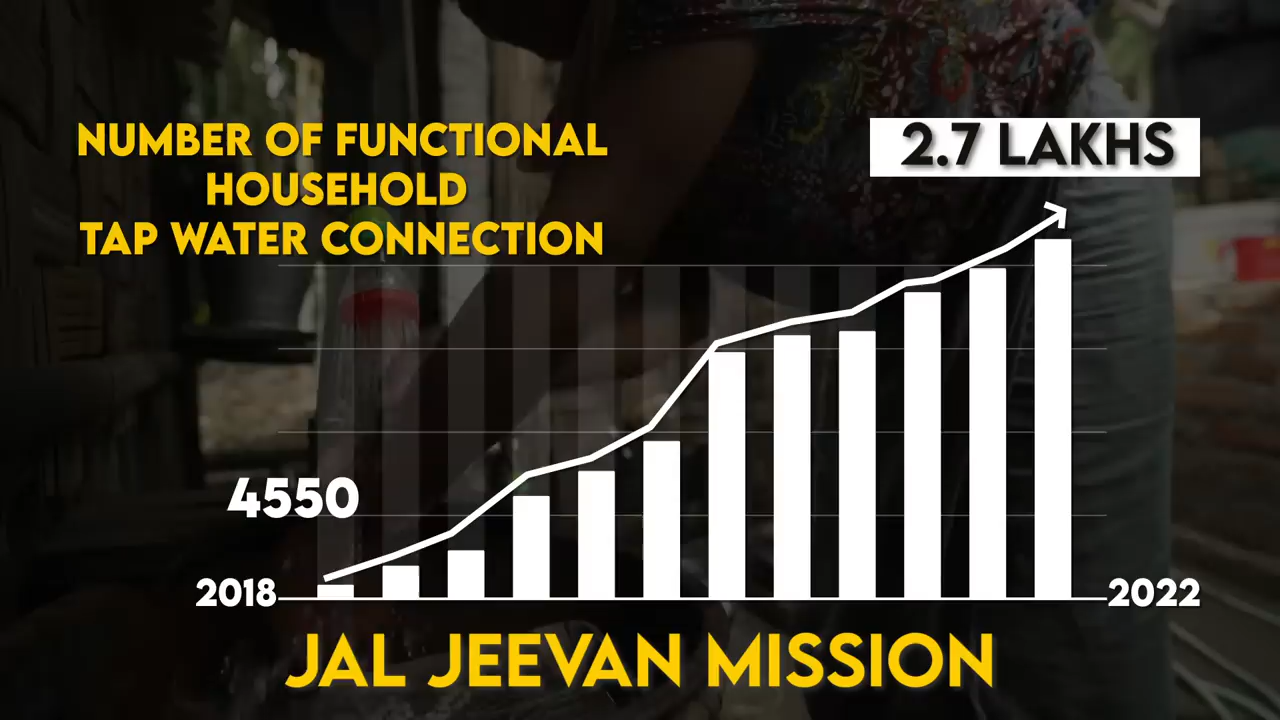 NUMBER OF FUNCTIONAL
HOUSEHOLD
TAP WATER CONNECTION
2.7 LAKHS
4550
2018
2022
JAL JEEVAN MISSION